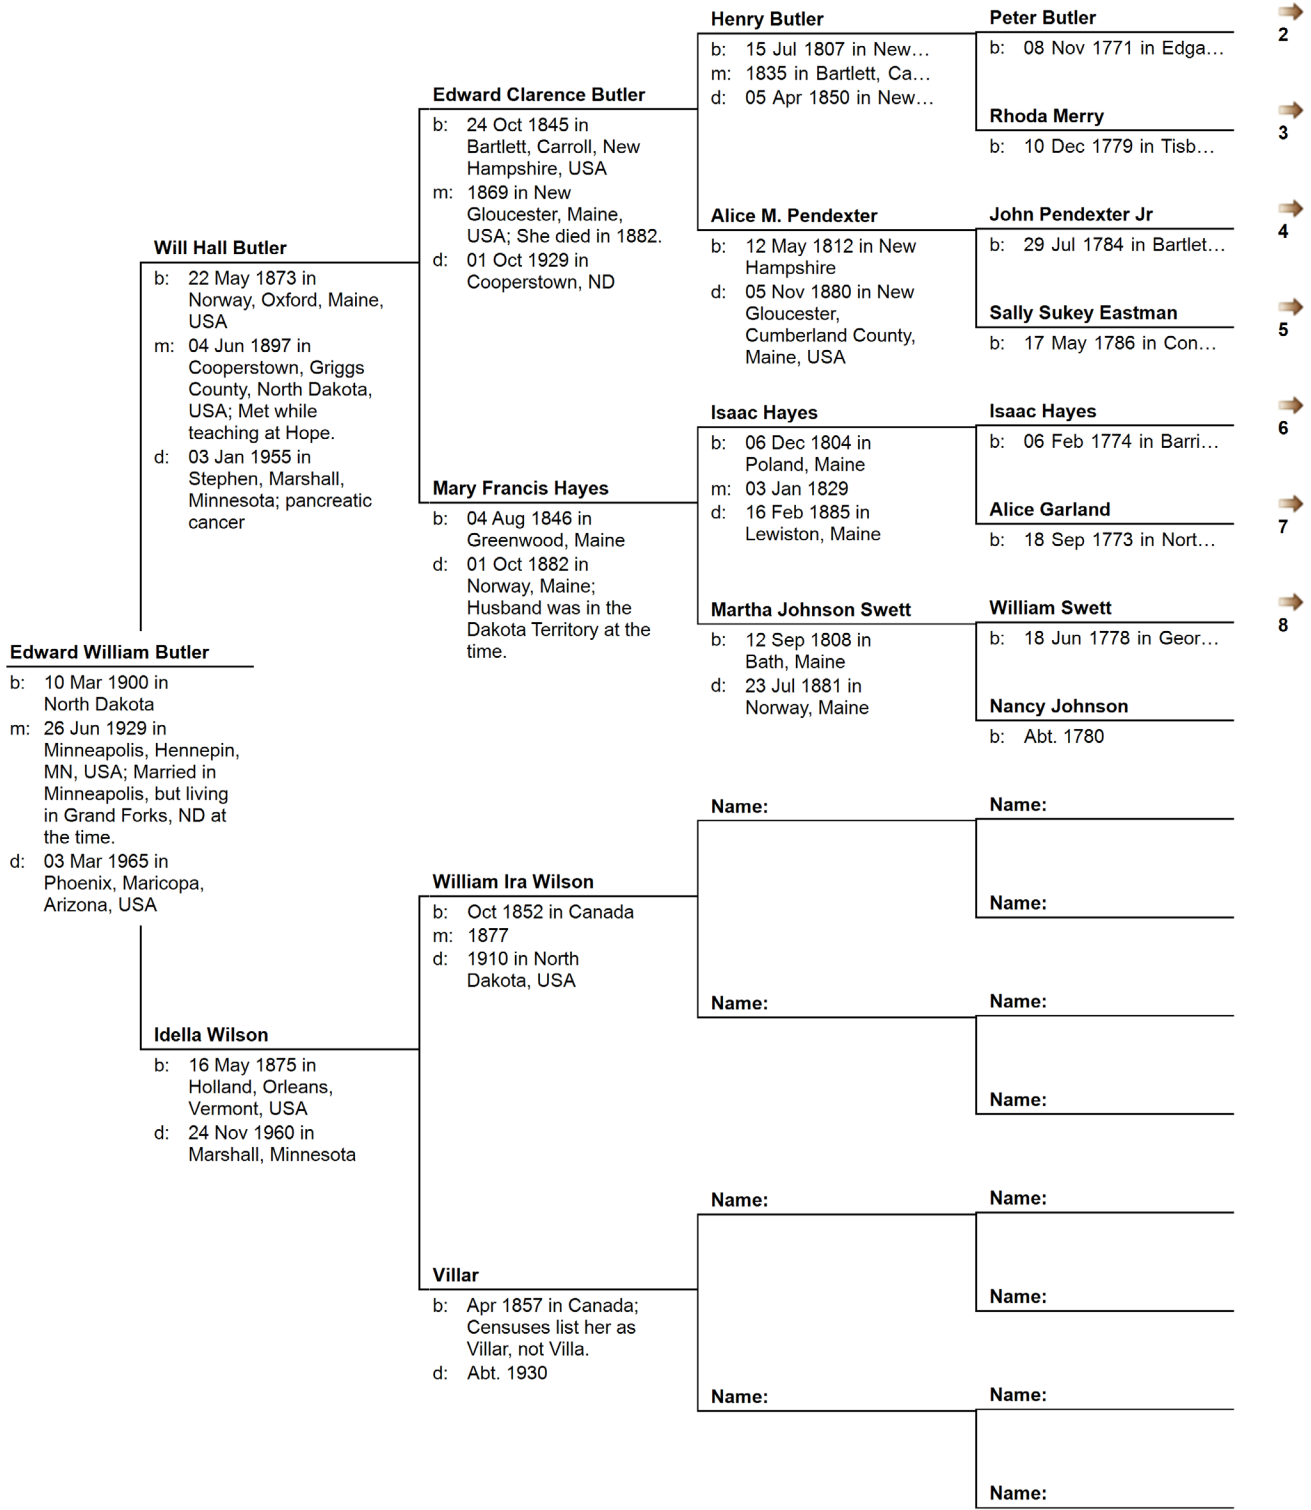 Henry Butler
b: 15 Jul 1807 in New...
m: 1835 in Bartlett, Ca...
d: 05 Apr 1850 in New...
Peter Butler
b: 08 Nov 1771 in Edga...
2
Rhoda Merry
b: 10 Dec 1779 in Tisb...
3
Edward Clarence Butler
b: 24 Oct 1845 in
Bartlett, Carroll, New
Hampshire, USA
m: 1869 in New
Gloucester, Maine,
USA; She died in 1882.
d: 01 Oct 1929 in
Cooperstown, ND
Alice M. Pendexter
b: 12 May 1812 in New
Hampshire
d: 05 Nov 1880 in New
Gloucester,
Cumberland County,
Maine, USA
John Pendexter Jr
b: 29 Jul 1784 in Bartlet...
4
Sally Sukey Eastman
b: 17 May 1786 in Con...
5
Will Hall Butler
b: 22 May 1873 in
Norway, Oxford, Maine,
USA
m: 04 Jun 1897 in
Cooperstown, Griggs
County, North Dakota,
USA; Met while
teaching at Hope.
d: 03 Jan 1955 in
Stephen, Marshall,
Minnesota; pancreatic
cancer
Isaac Hayes
b: 06 Dec 1804 in
Poland, Maine
m: 03 Jan 1829
d: 16 Feb 1885 in
Lewiston, Maine
Isaac Hayes
b: 06 Feb 1774 in Barri...
6
Alice Garland
b: 18 Sep 1773 in Nort...
7
Mary Francis Hayes
b: 04 Aug 1846 in
Greenwood, Maine
d: 01 Oct 1882 in
Norway, Maine;
Husband was in the
Dakota Territory at the
time.
Martha Johnson Swett
b: 12 Sep 1808 in
Bath, Maine
d: 23 Jul 1881 in
Norway, Maine
William Swett
b: 18 Jun 1778 in Geor...
8
Nancy Johnson
b: Abt. 1780
Edward William Butler
b: 10 Mar 1900 in
North Dakota
m: 26 Jun 1929 in
Minneapolis, Hennepin,
MN, USA; Married in
Minneapolis, but living
in Grand Forks, ND at
the time.
d: 03 Mar 1965 in
Phoenix, Maricopa,
Arizona, USA
Name:
Name:
Name:
William Ira Wilson
b: Oct 1852 in Canada
m: 1877
d: 1910 in North
Dakota, USA
Name:
Name:
Name:
Idella Wilson
b: 16 May 1875 in
Holland, Orleans,
Vermont, USA
d: 24 Nov 1960 in
Marshall, Minnesota
Name:
Name:
Name:
Villar
b: Apr 1857 in Canada;
Censuses list her as
Villar, not Villa.
d: Abt. 1930
Name:
Name:
Name: